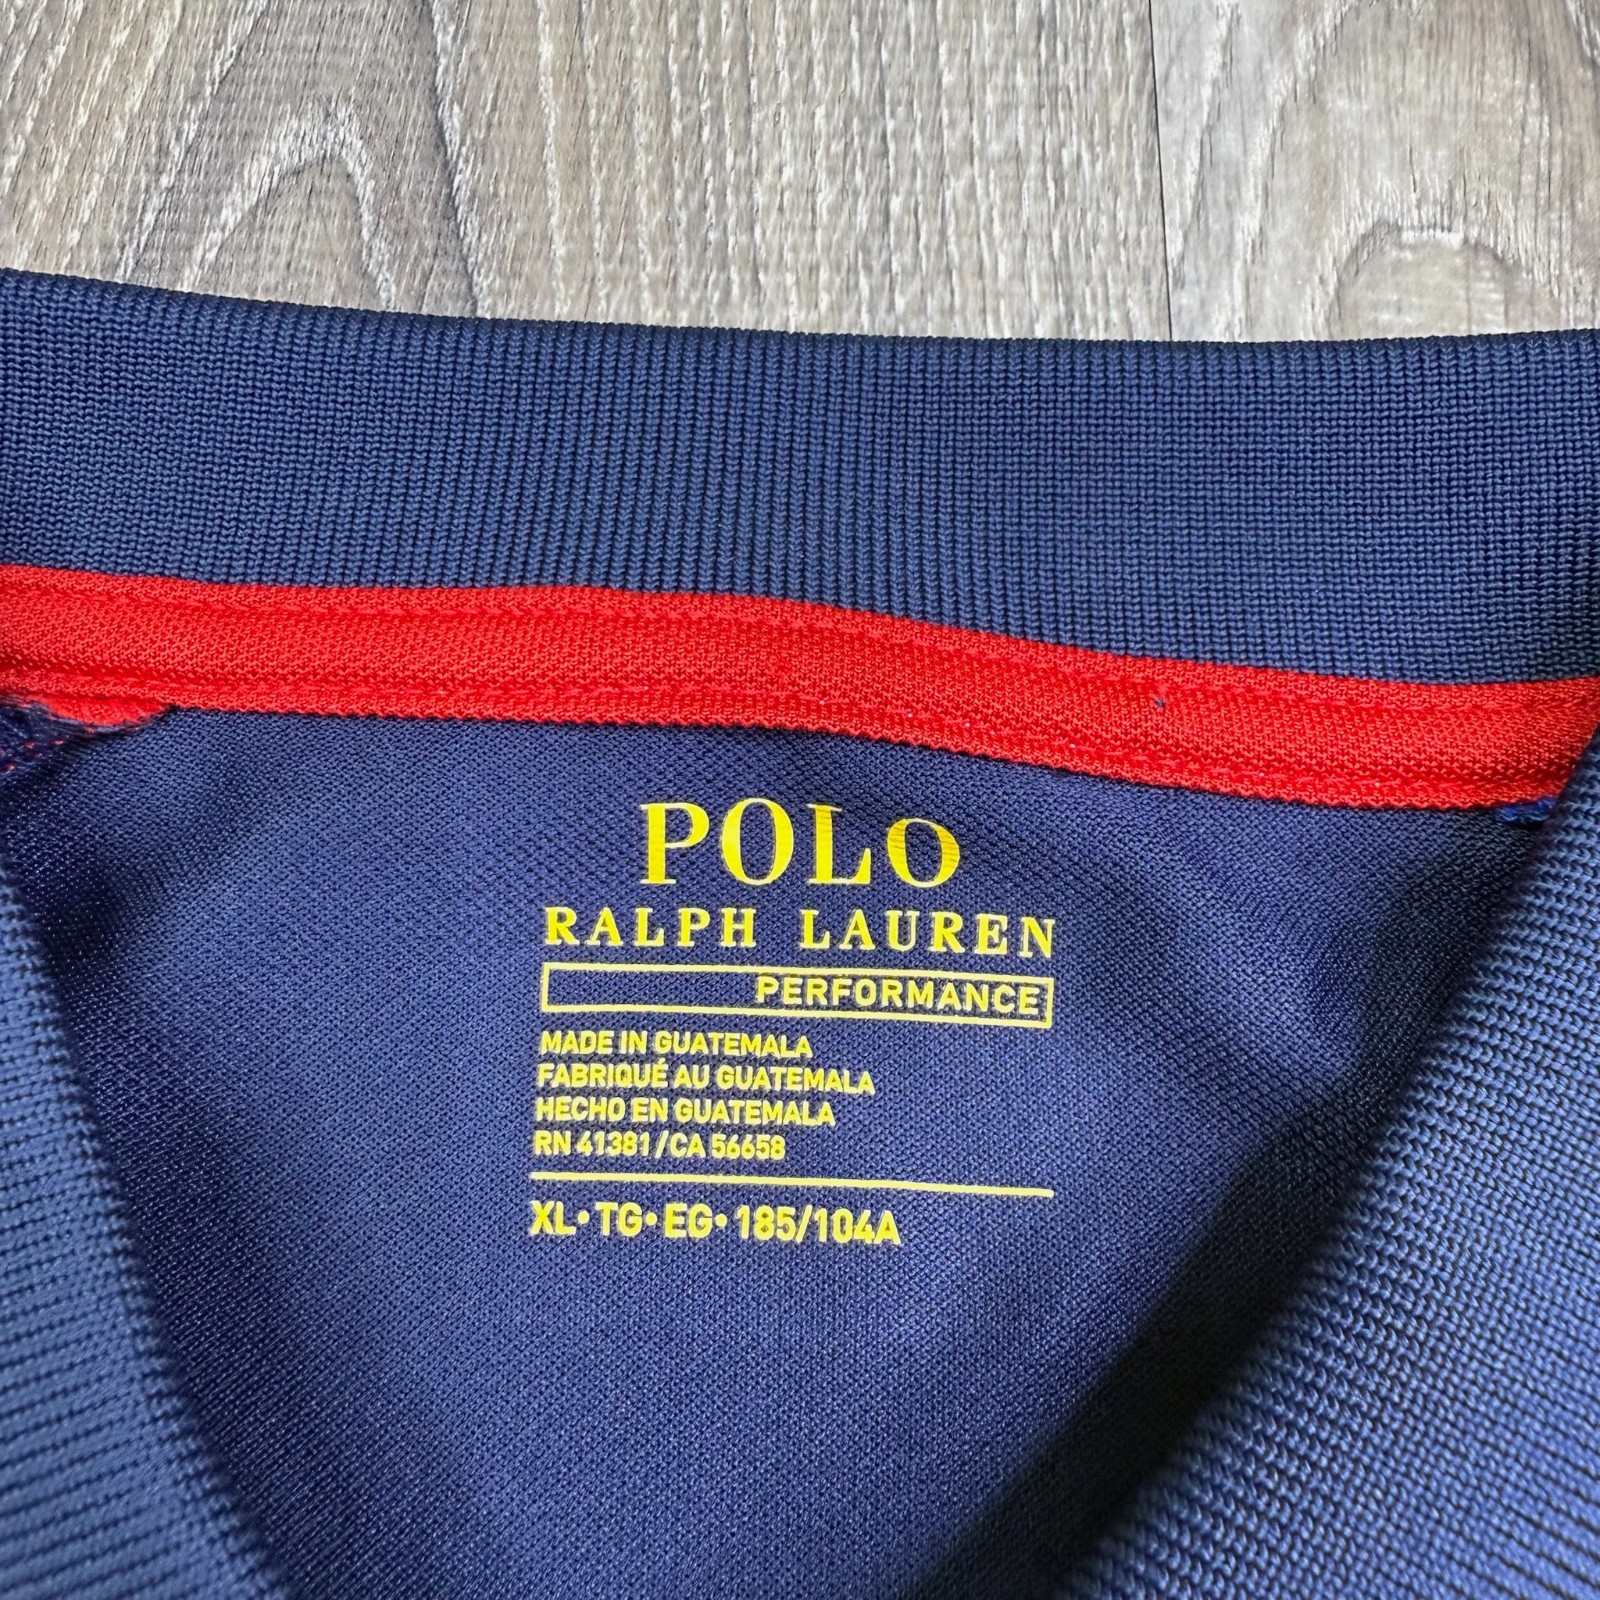 POLO
RALPH LAUREN
PERFORMANCE
MADE IN GUATEMALA
FABRIQUÉ AU GUATEMALA
HECHO EN GUATEMALA
RN 41381/CA 56658
XL• TG• EG• 185/104A